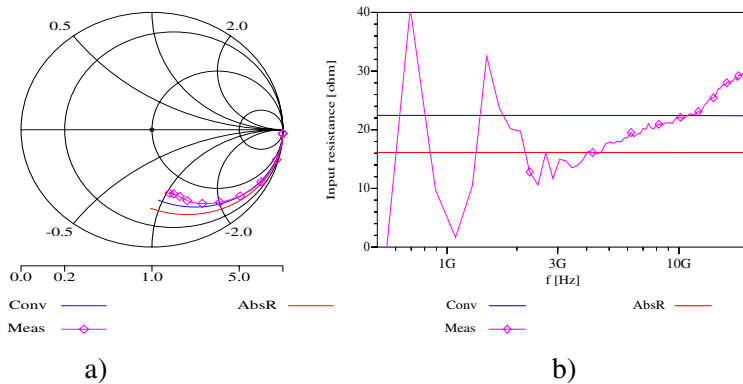 0.5
2.0
-0.5
-2.0
0.0 0.2 1.0 5.0
Conv AbsR
Meas
a)
Input resistance [ ohm]
40
30
20
10
0
1G 3G 10G
f [Hz]
Conv AbsR
Meas
b)